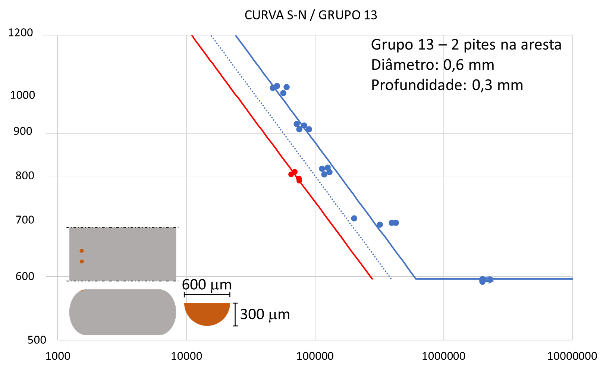 CURVA S-N / GRUPO 13
Grupo 13 – 2 pites na aresta
Diâmetro: 0,6 mm
Profundidade: 0,3 mm
1200
1000
900
800
700
600
500
600 µm
300 µm
1000
10000
100000
1000000
10000000